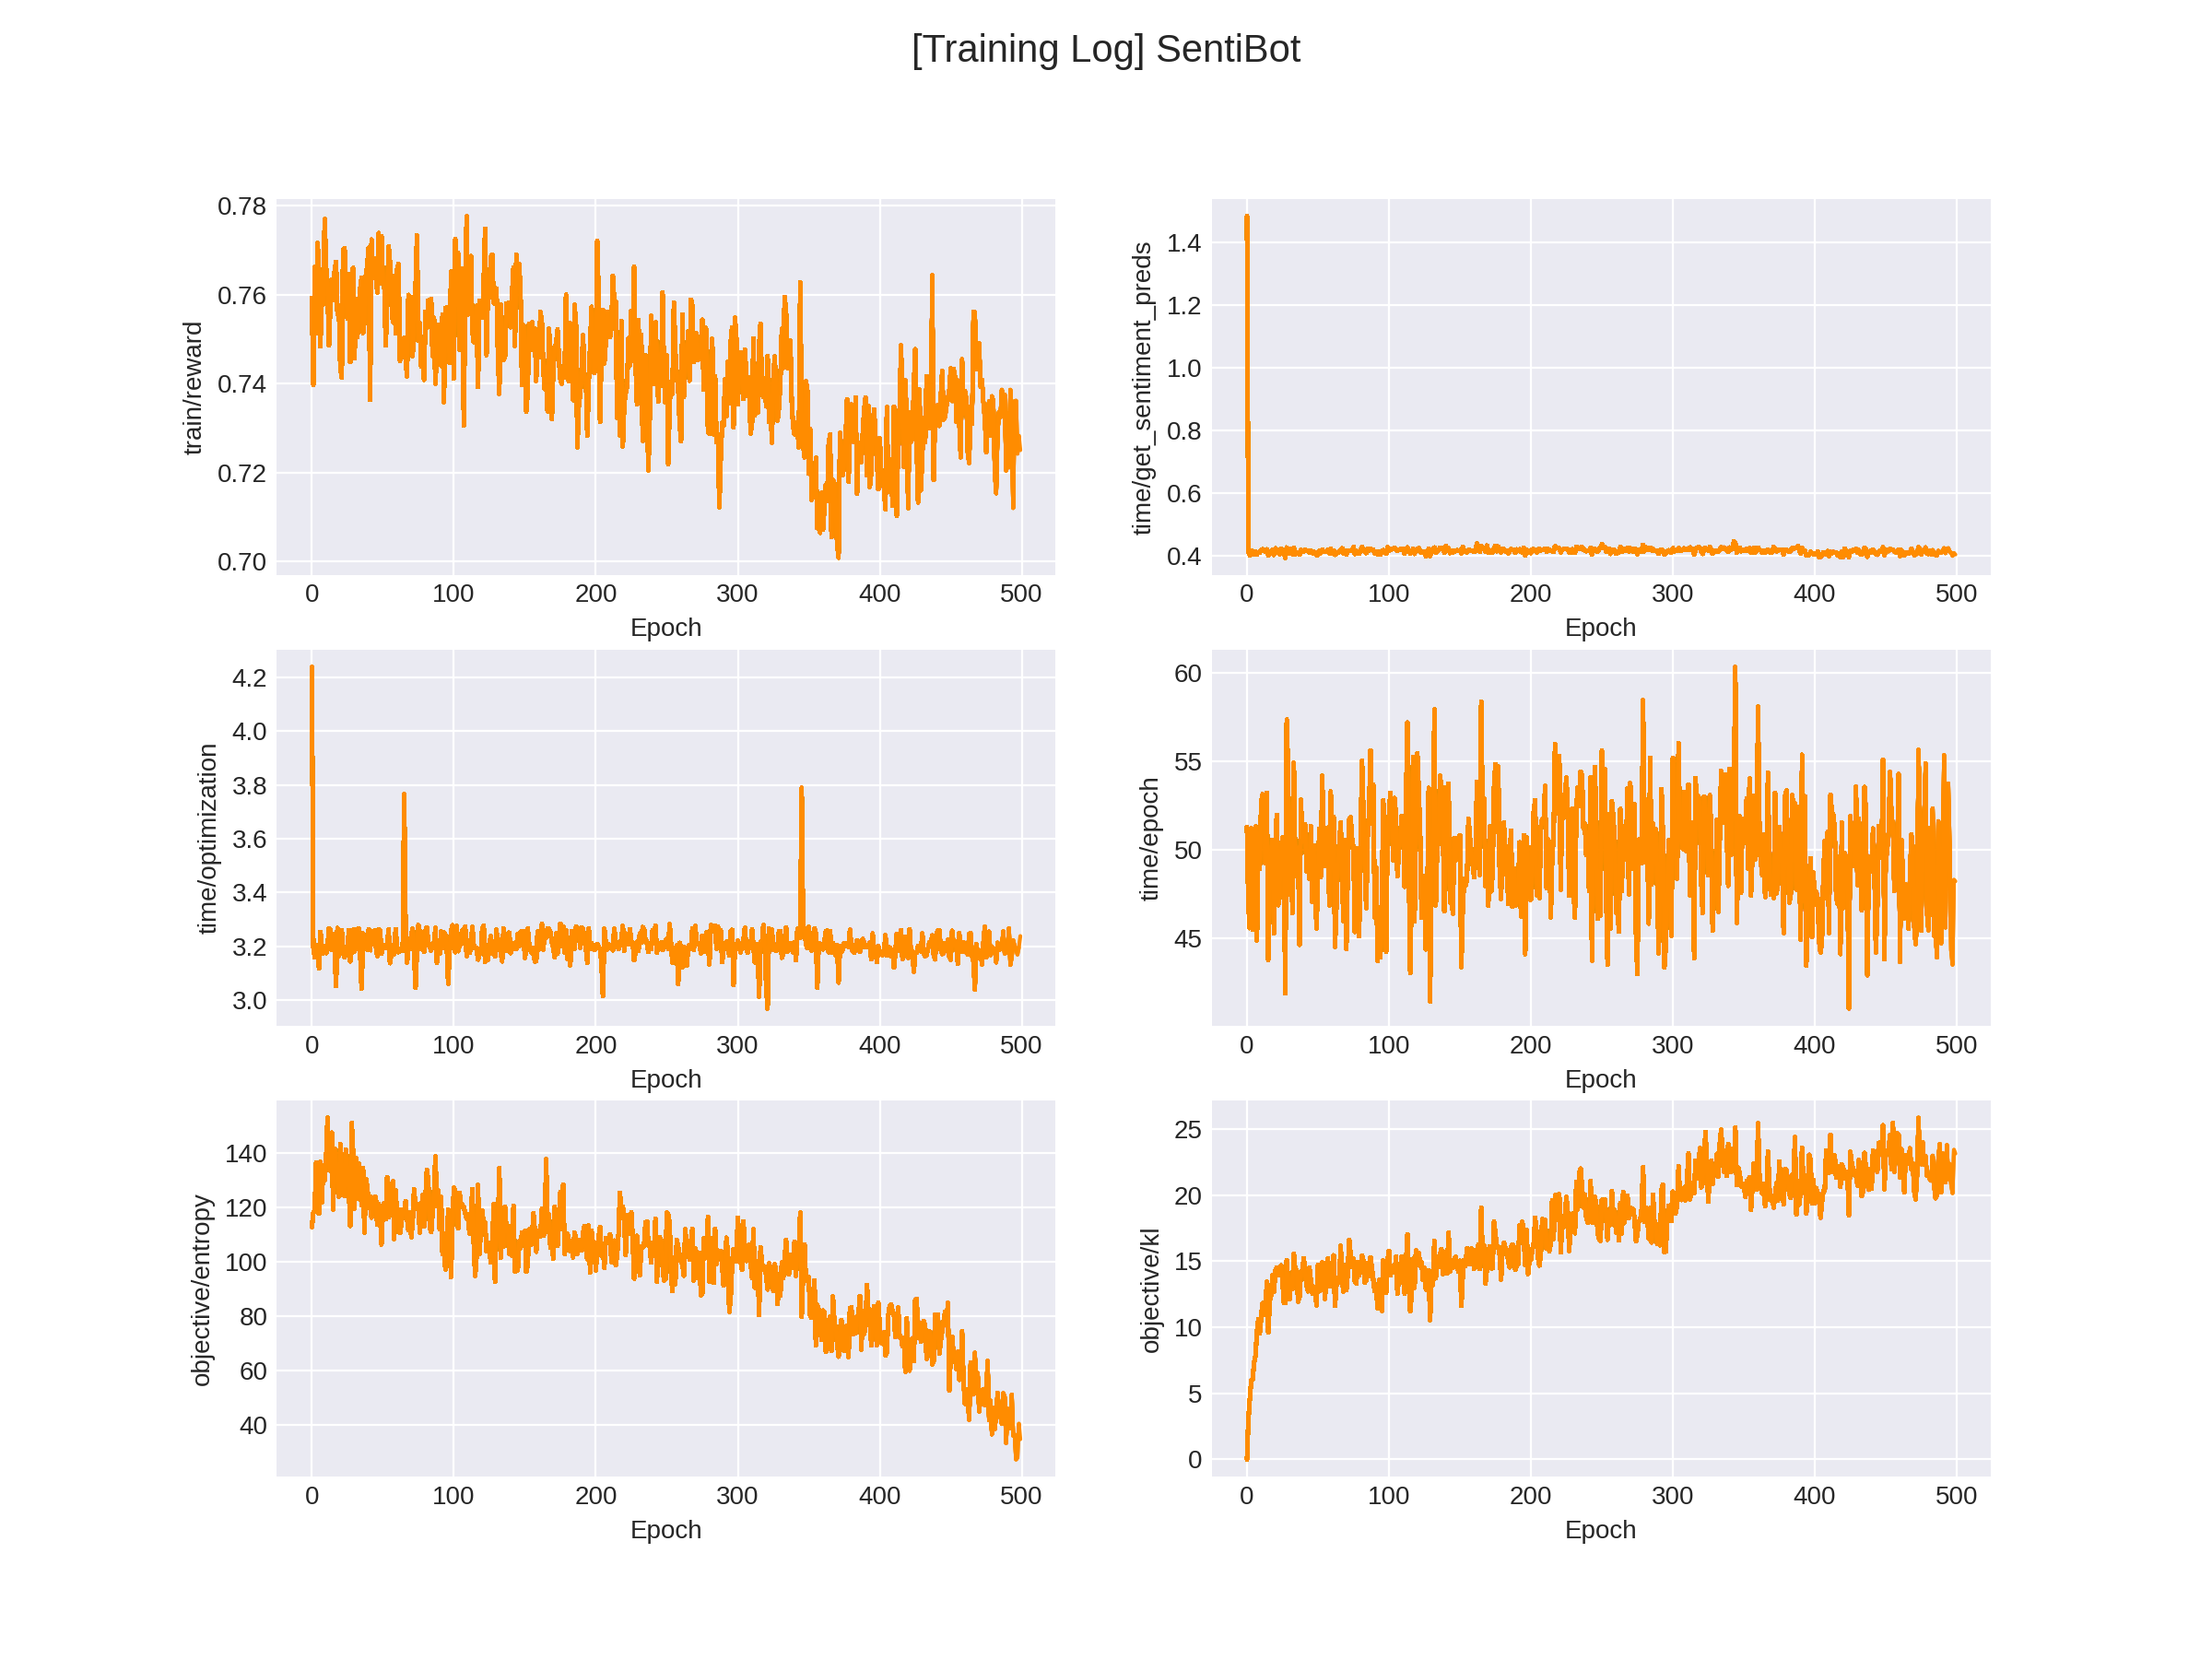 [Training Log] SentiBot
train/reward
0.78
0.76
0.74
0.72
0.70
0 100 200 300 400 500
Epoch
time/get_sentiment_preds
1.4
1.2
1.0
0.8
0.6
0.4
0 100 200 300 400 500
Epoch
time/optimization
4.2
4.0
3.8
3.6
3.4
3.2
3.0
0 100 200 300 400 500
Epoch
time/epoch
60
55
50
45
0 100 200 300 400 500
Epoch
objective/entropy
140
120
100
80
60
40
0 100 200 300 400 500
Epoch
objective/kl
25
20
15
10
5
0
0 100 200 300 400 500
Epoch